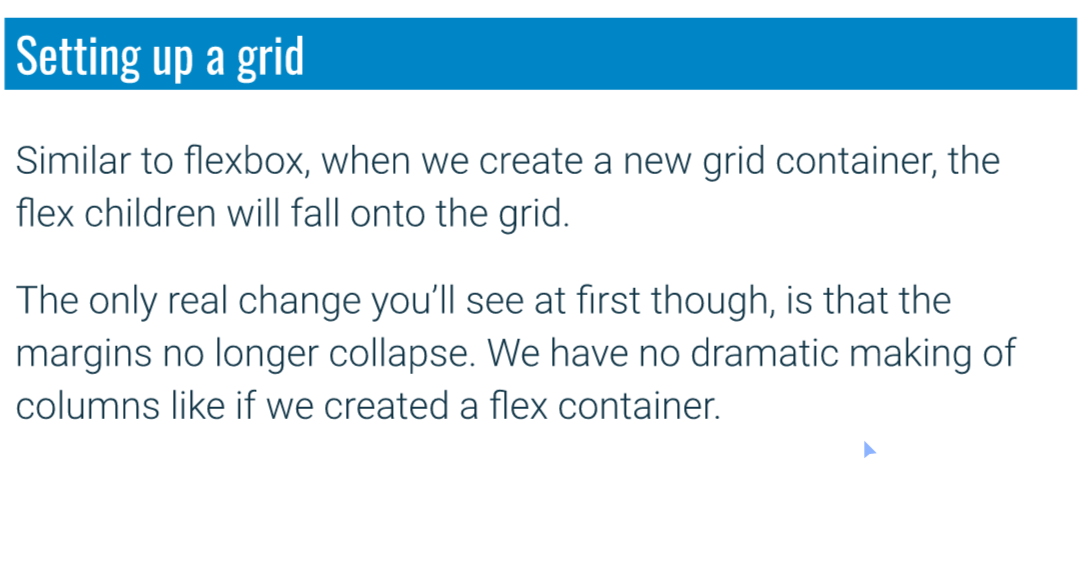 Setting up a grid
Similar to flexbox, when we create a new grid container, the
flex children will fall onto the grid.
The only real change you’ll see at first though, is that the
margins no longer collapse. We have no dramatic making of
columns like if we created a flex container.